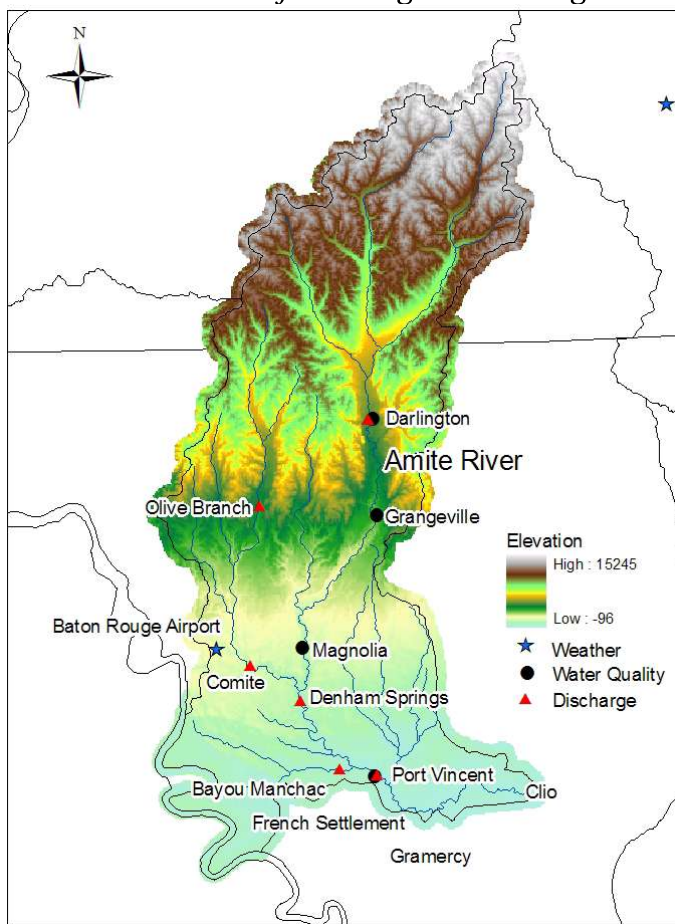 N
Darlington
Amite River
Olive Branch
Grangeville
Elevation
High : 15245
Low : -96
Baton Rouge Airport
Weather
Magnolia
Water Quality
Comite
Discharge
Denham Springs
Port Vincent
Bayou Manchac
Clio
French Settlement
Gramercy